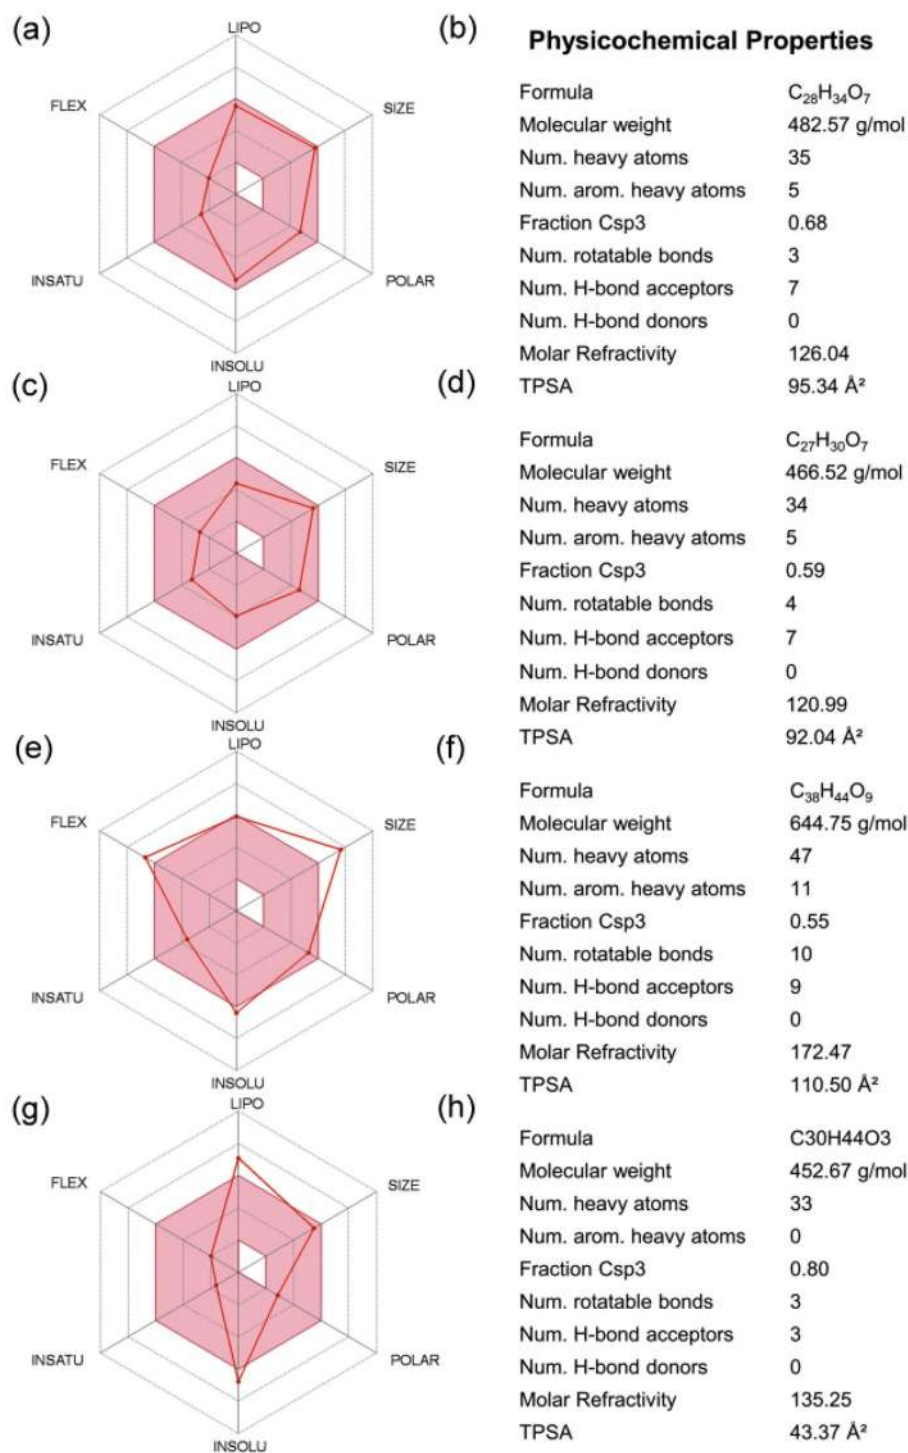 (a)
LIPO
FLEX
SIZE
INSATU
POLAR
INSOLU
(b)
Physicochemical Properties
Formula C₂₈H₃₄O₇
Molecular weight 482.57 g/mol
Num. heavy atoms 35
Num. arom. heavy atoms 5
Fraction Csp3 0.68
Num. rotatable bonds 3
Num. H-bond acceptors 7
Num. H-bond donors 0
Molar Refractivity 126.04
TPSA 95.34 Å²
(c)
LIPO
FLEX
SIZE
INSATU
POLAR
INSOLU
(d)
Formula C₂₇H₃₀O₇
Molecular weight 466.52 g/mol
Num. heavy atoms 34
Num. arom. heavy atoms 5
Fraction Csp3 0.59
Num. rotatable bonds 4
Num. H-bond acceptors 7
Num. H-bond donors 0
Molar Refractivity 120.99
TPSA 92.04 Å²
(e)
LIPO
FLEX
SIZE
INSATU
POLAR
INSOLU
(f)
Formula C₃₈H₄₄O₉
Molecular weight 644.75 g/mol
Num. heavy atoms 47
Num. arom. heavy atoms 11
Fraction Csp3 0.55
Num. rotatable bonds 10
Num. H-bond acceptors 9
Num. H-bond donors 0
Molar Refractivity 172.47
TPSA 110.50 Å²
(g)
LIPO
FLEX
SIZE
INSATU
POLAR
INSOLU
(h)
Formula C30H44O3
Molecular weight 452.67 g/mol
Num. heavy atoms 33
Num. arom. heavy atoms 0
Fraction Csp3 0.80
Num. rotatable bonds 3
Num. H-bond acceptors 3
Num. H-bond donors 0
Molar Refractivity 135.25
TPSA 43.37 Å²